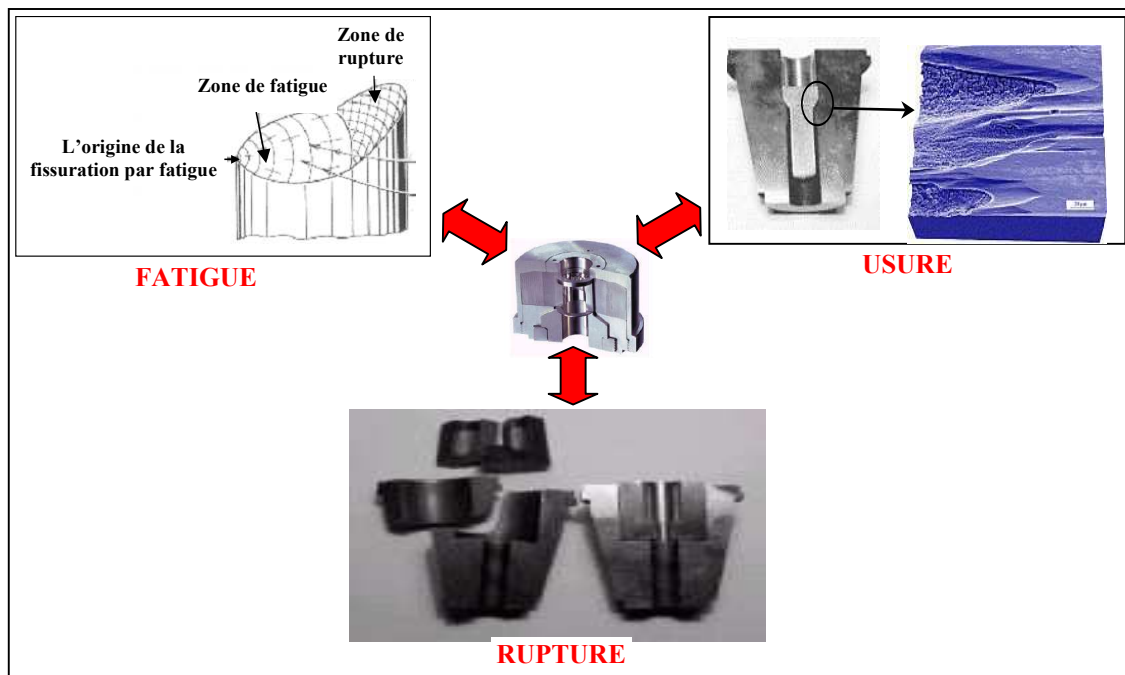 Zone de
rupture
Zone de fatigue
L'origine de la
fissuration par fatigue
FATIGUE
USURE
RUPTURE